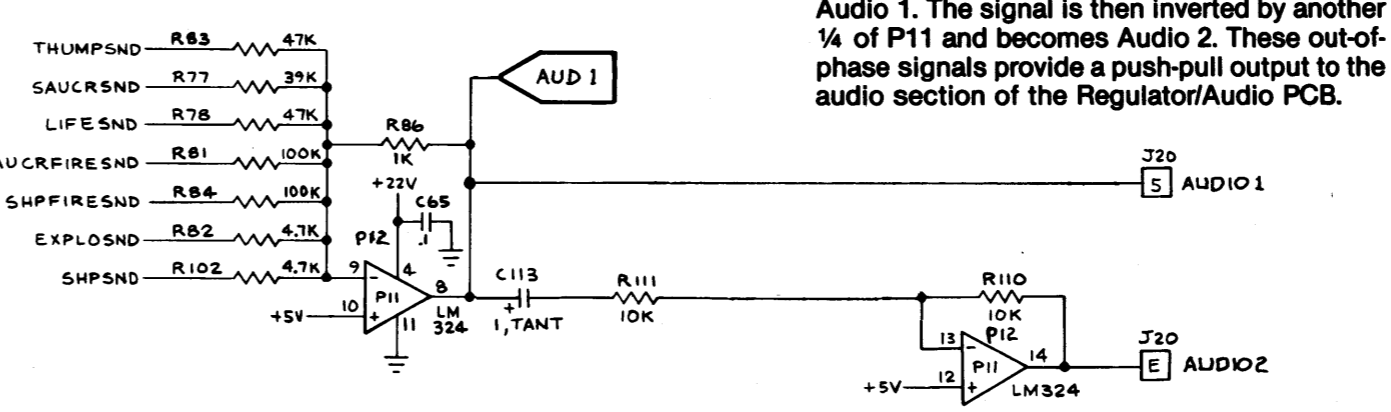 Audio 1. The signal is then inverted by another
¼ of P11 and becomes Audio 2. These out-of-
phase signals provide a push-pull output to the
audio section of the Regulator/Audio PCB.
THUMPSND R83 47K
SAUCRSND R77 39K
LIFESND R78 47K
AUCRFIRESND R81 100K
SHPFIRESND R84 100K
EXPLOSND R82 4.7K
SHPSND R102 4.7K
AUD 1
R86
1K
+22V
C65
.1
P12
9 - 4
P11 8
10 + 11
+5V
LM
324
C113
+
1, TANT
R111
10K
R110
10K
P12
13 -
P11 14
12 +
+5V
LM324
J20
S AUDIO1
J20
E AUDIO2